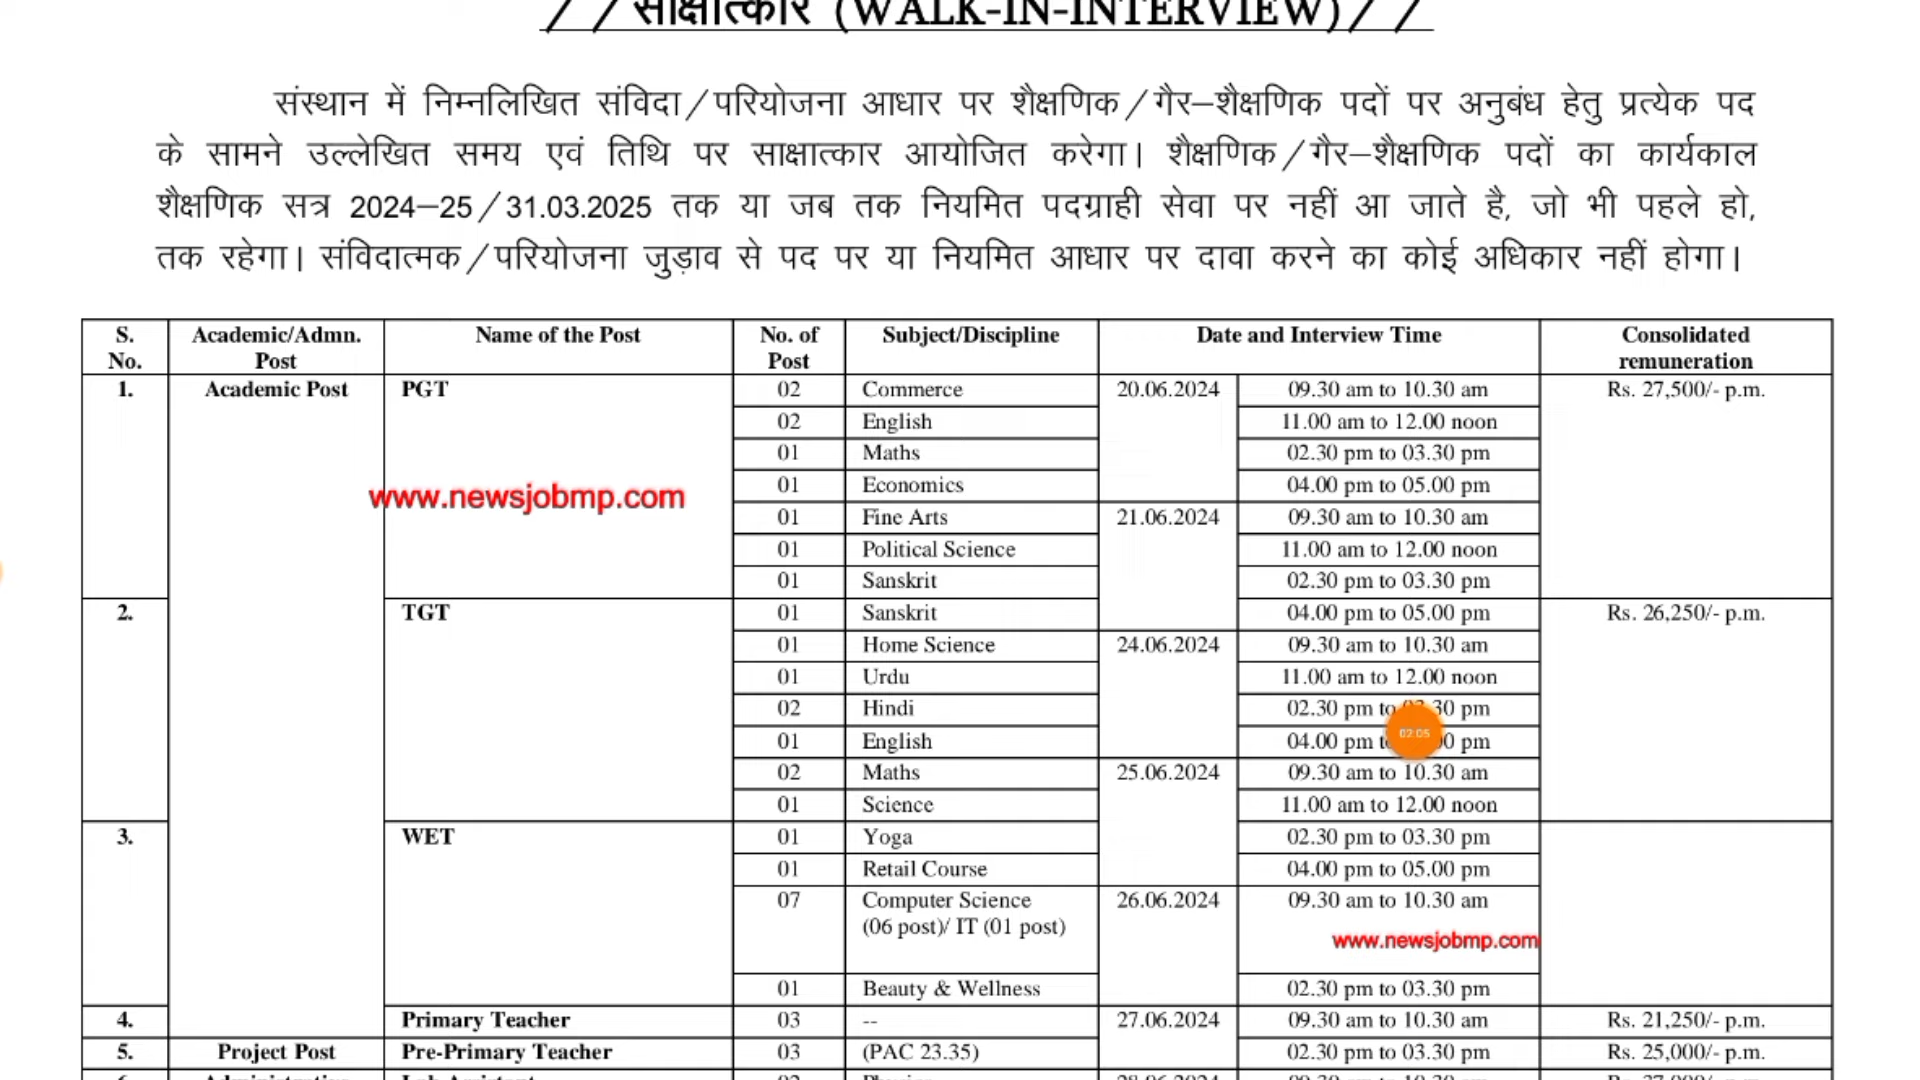 //साक्षात्कार (WALK-IN-INTERVIEW)//
संस्थान में निम्नलिखित संविदा/परियोजना आधार पर शैक्षणिक/गैर–शैक्षणिक पदों पर अनुबंध हेतु प्रत्येक पद
के सामने उल्लेखित समय एवं तिथि पर साक्षात्कार आयोजित करेगा। शैक्षणिक/गैर–शैक्षणिक पदों का कार्यकाल
शैक्षणिक सत्र 2024–25/31.03.2025 तक या जब तक नियमित पदग्राही सेवा पर नहीं आ जाते है, जो भी पहले हो,
तक रहेगा। संविदात्मक/परियोजना जुड़ाव से पद पर या नियमित आधार पर दावा करने का कोई अधिकार नहीं होगा।
S. No. Academic/Admn. Post Name of the Post No. of Post Subject/Discipline Date and Interview Time Consolidated remuneration
1. Academic Post PGT 02 Commerce 20.06.2024 09.30 am to 10.30 am Rs. 27,500/- p.m.
02 English 11.00 am to 12.00 noon
01 Maths 02.30 pm to 03.30 pm
01 Economics 04.00 pm to 05.00 pm
www.newsjobmp.com
01 Fine Arts 21.06.2024 09.30 am to 10.30 am
01 Political Science 11.00 am to 12.00 noon
01 Sanskrit 02.30 pm to 03.30 pm
2. TGT 01 Sanskrit 04.00 pm to 05.00 pm Rs. 26,250/- p.m.
01 Home Science 24.06.2024 09.30 am to 10.30 am
01 Urdu 11.00 am to 12.00 noon
02 Hindi 02.30 pm to pm
02:05
01 English 04.00 pm pm
02 Maths 25.06.2024 09.30 am to 10.30 am
01 Science 11.00 am to 12.00 noon
3. WET 01 Yoga 02.30 pm to 03.30 pm
01 Retail Course 04.00 pm to 05.00 pm
07 Computer Science 26.06.2024 09.30 am to 10.30 am
(06 post)/ IT (01 post)
www.newsjobmp.com
01 Beauty & Wellness 02.30 pm to 03.30 pm
4. Primary Teacher 03 -- 27.06.2024 09.30 am to 10.30 am Rs. 21,250/- p.m.
5. Project Post Pre-Primary Teacher 03 (PAC 23.35) 02.30 pm to 03.30 pm Rs. 25,000/- p.m.